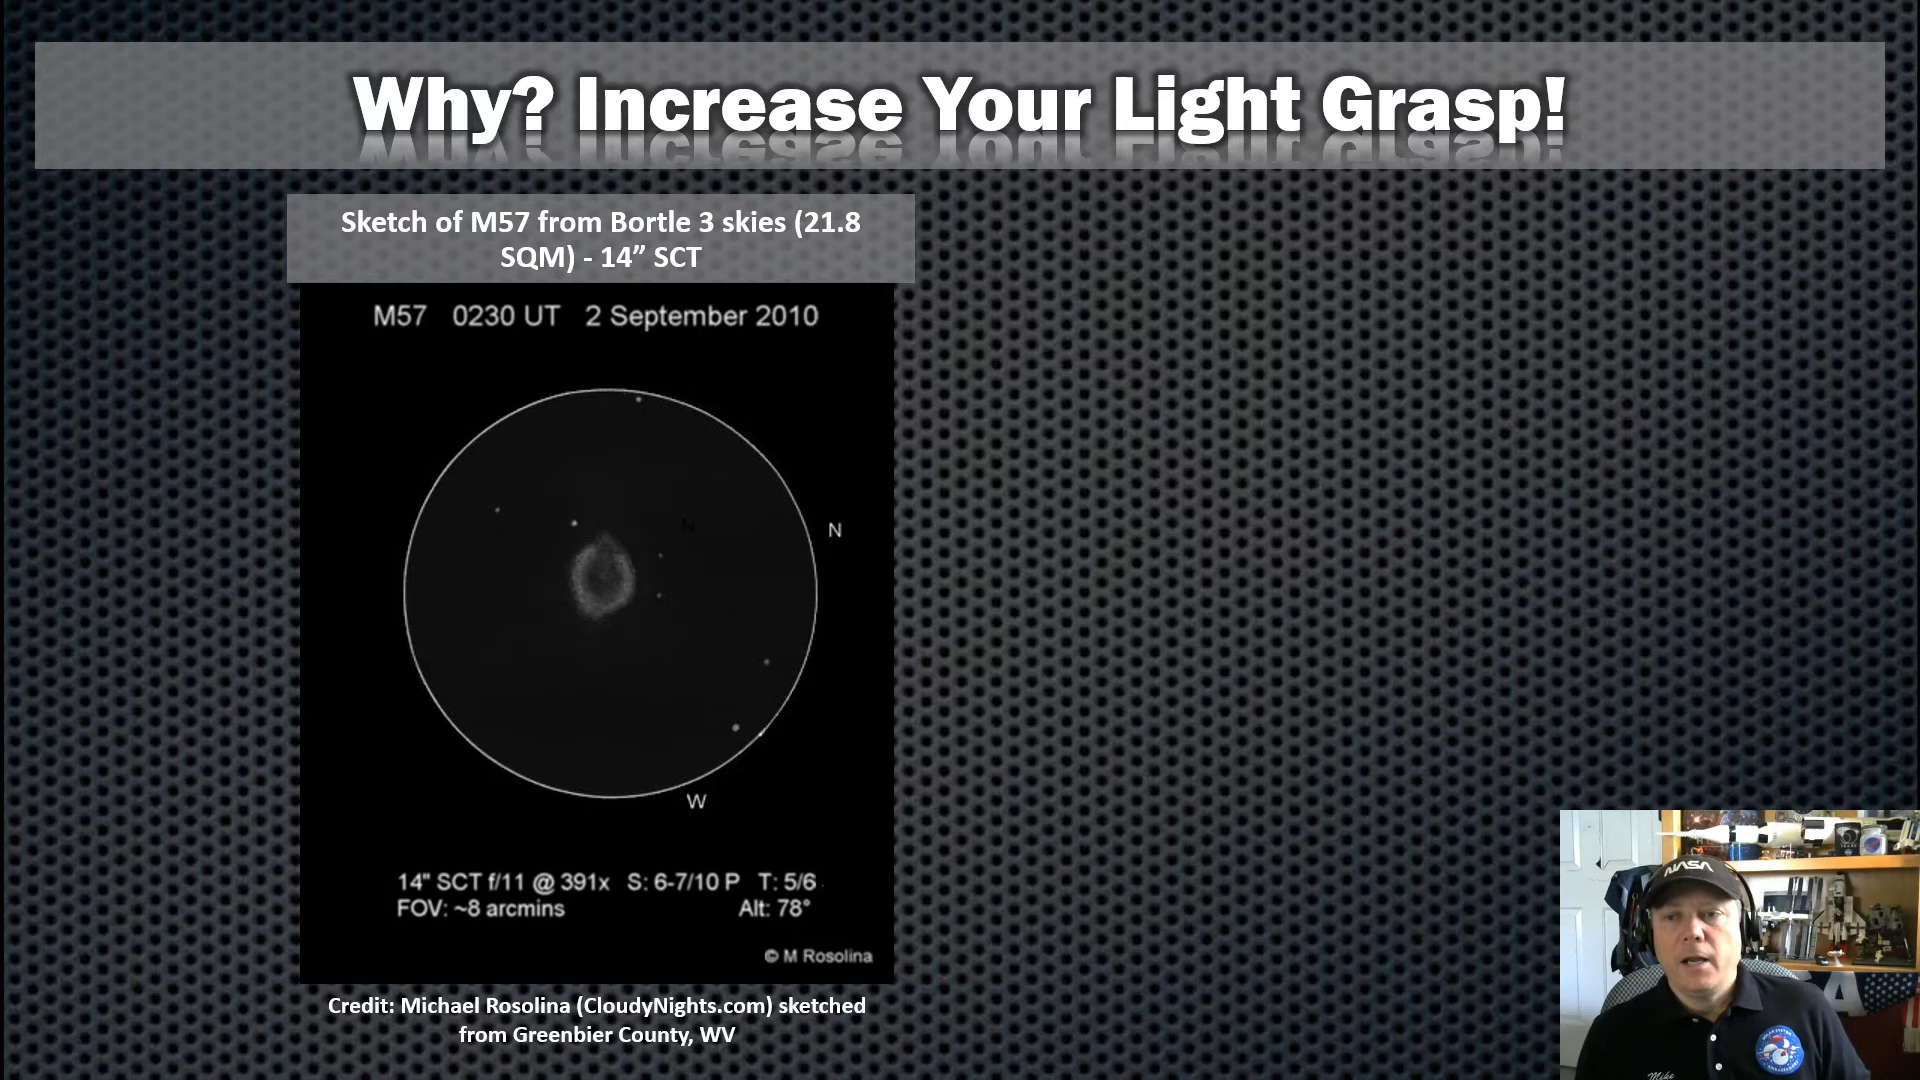 Why? Increase Your Light Grasp!
Sketch of M57 from Bortle 3 skies (21.8
SQM) - 14” SCT
M57 0230 UT 2 September 2010
N
N
W
14" SCT f/11 @ 391x S: 6-7/10 P T: 5/6
FOV: ~8 arcmins Alt: 78°
© M Rosolina
Credit: Michael Rosolina (CloudyNights.com) sketched
from Greenbier County, WV
NASA
Mike